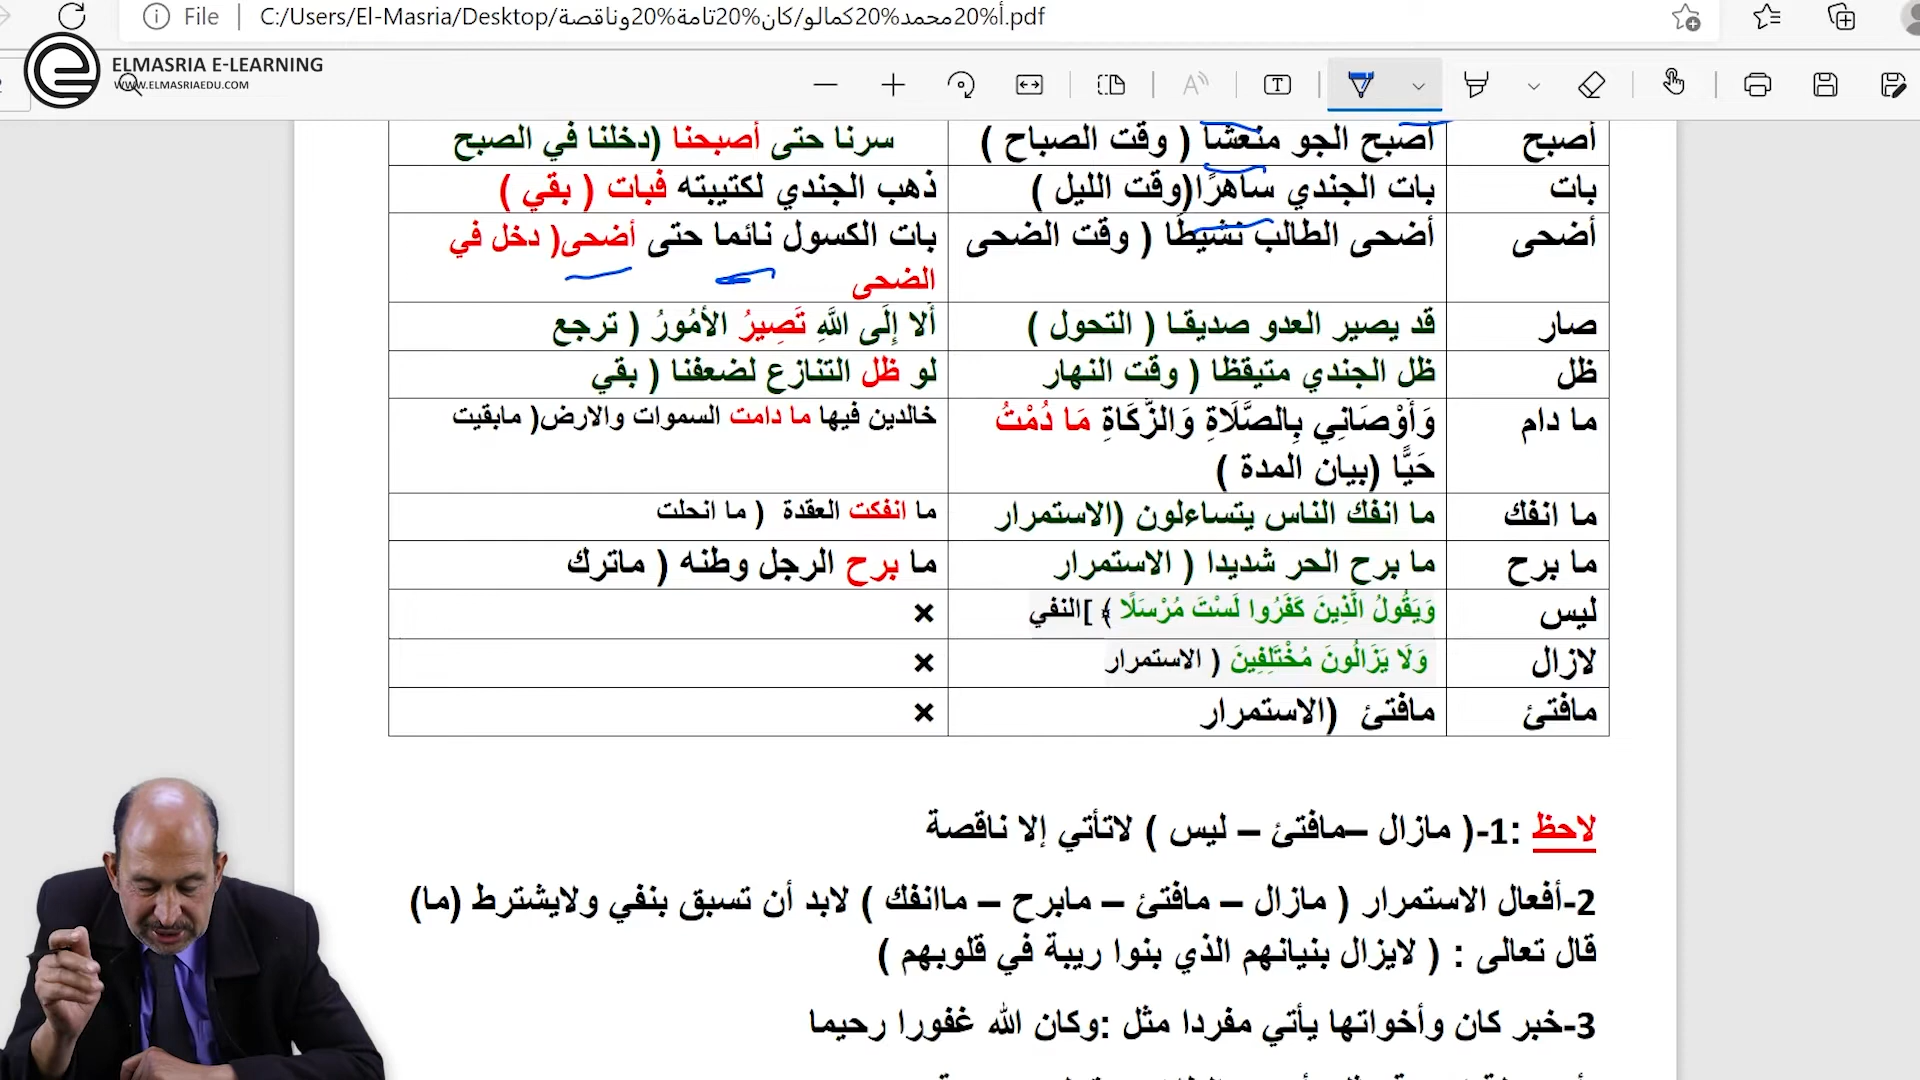 File C:/Users/El-Masria/Desktop/أ%20محمد%20كمالو/كان%20تامة%20وناقصة.pdf
ELMASRIA E-LEARNING
WWW.ELMASRIAEDU.COM
أصبح أصبح الجو منعشا ( وقت الصباح ) سرنا حتى أصبحنا (دخلنا في الصبح
بات بات الجندي ساهرًا(وقت الليل ) ذهب الجندي لكتيبته فبات ( بقي )
أضحى أضحى الطالب نشيطًا ( وقت الضحى بات الكسول نائما حتى أضحى( دخل في
الضحى
صار قد يصير العدو صديقا ( التحول ) أَلا إِلَى اللَّهِ تَصِيرُ الأُمُورُ ( ترجع
ظل ظل الجندي متيقظا ( وقت النهار لو ظل التنازع لضعفنا ( بقي
ما دام وَأَوْصَانِي بِالصَّلَاةِ وَالزَّكَاةِ مَا دُمْتُ خالدين فيها ما دامت السموات والارض( مابقيت
حَيًّا (بيان المدة )
ما انفك ما انفك الناس يتساءلون (الاستمرار ما انفكت العقدة ( ما انحلت
ما برح ما برح الحر شديدا ( الاستمرار ما برح الرجل وطنه ( ماترك
ليس وَيَقُولُ الَّذِينَ كَفَرُوا لَسْتَ مُرْسَلًا ﴾ ]النفي ×
لازال وَلَا يَزَالُونَ مُخْتَلِفِينَ ( الاستمرار ×
مافتئ مافتئ (الاستمرار ×
لاحظ :1-( مازال –مافتئ – ليس ) لاتأتي إلا ناقصة
2-أفعال الاستمرار ( مازال – مافتئ – مابرح – ماانفك ) لابد أن تسبق بنفي ولايشترط (ما)
قال تعالى : ( لايزال بنيانهم الذي بنوا ريبة في قلوبهم )
3-خبر كان وأخواتها يأتي مفردا مثل :وكان الله غفورا رحيما